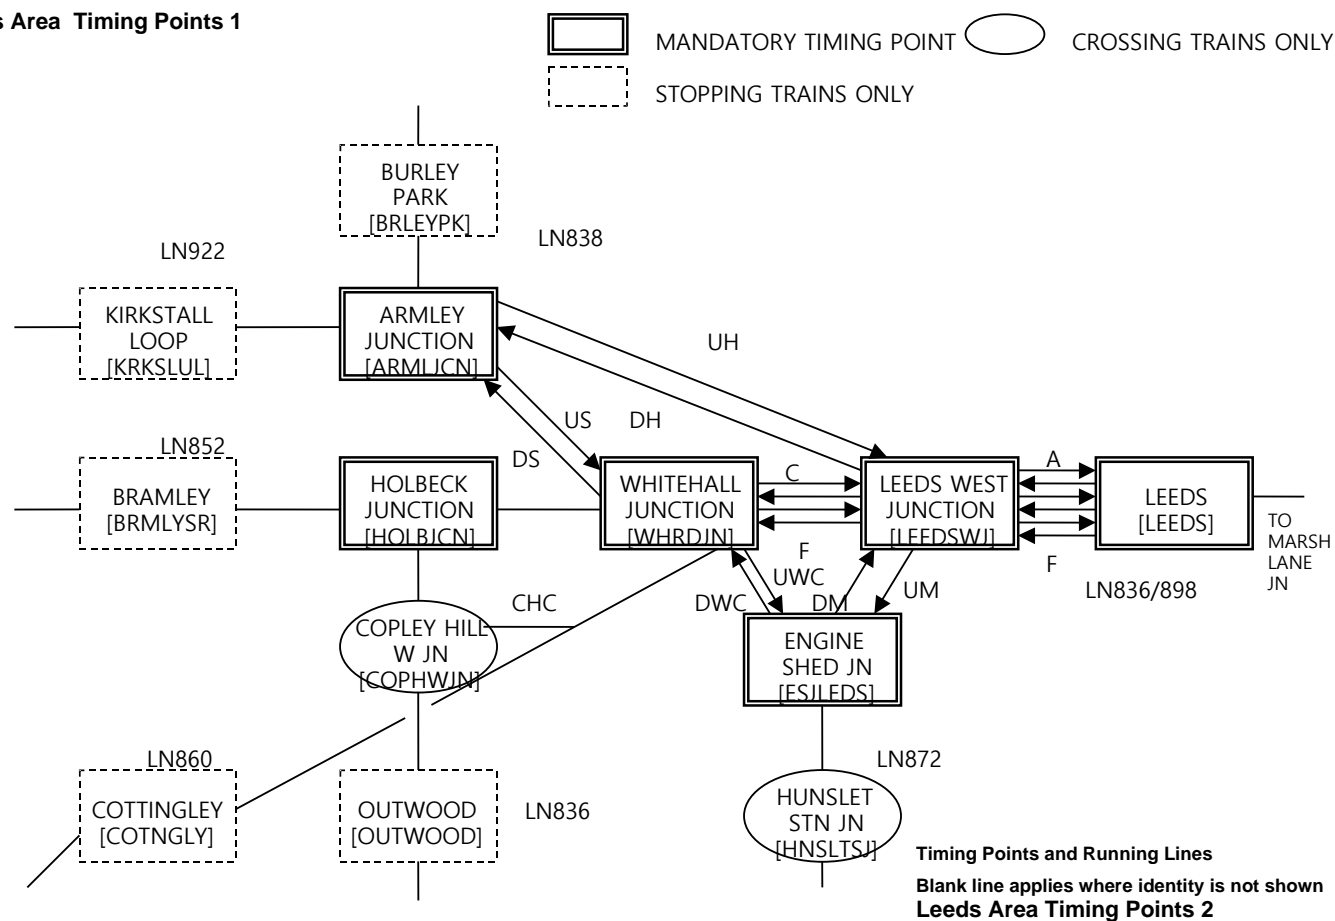 s Area  Timing Points 1
MANDATORY TIMING POINT
CROSSING TRAINS ONLY
STOPPING TRAINS ONLY
BURLEY
PARK
[BRLEYPK]
LN838
LN922
KIRKSTALL
LOOP
[KRKSLUL]
ARMLEY
JUNCTION
[ARMLJCN]
UH
US
DH
DS
LN852
BRAMLEY
[BRMLYSR]
HOLBECK
JUNCTION
[HOLBJCN]
WHITEHALL
JUNCTION
[WHRDJN]
C
LEEDS WEST
JUNCTION
[LEEDSWJ]
A
LEEDS
[LEEDS]
TO
MARSH
LANE
JN
F
UWC
F
LN836/898
DWC
DM
UM
CHC
COPLEY HILL
W JN
[COPHWJN]
ENGINE
SHED JN
[ESJLEDS]
LN860
COTTINGLEY
[COTNGLY]
OUTWOOD
[OUTWOOD]
LN836
LN872
HUNSLET
STN JN
[HNSLTSJ]
Timing Points and Running Lines
Blank line applies where identity is not shown
Leeds Area Timing Points 2